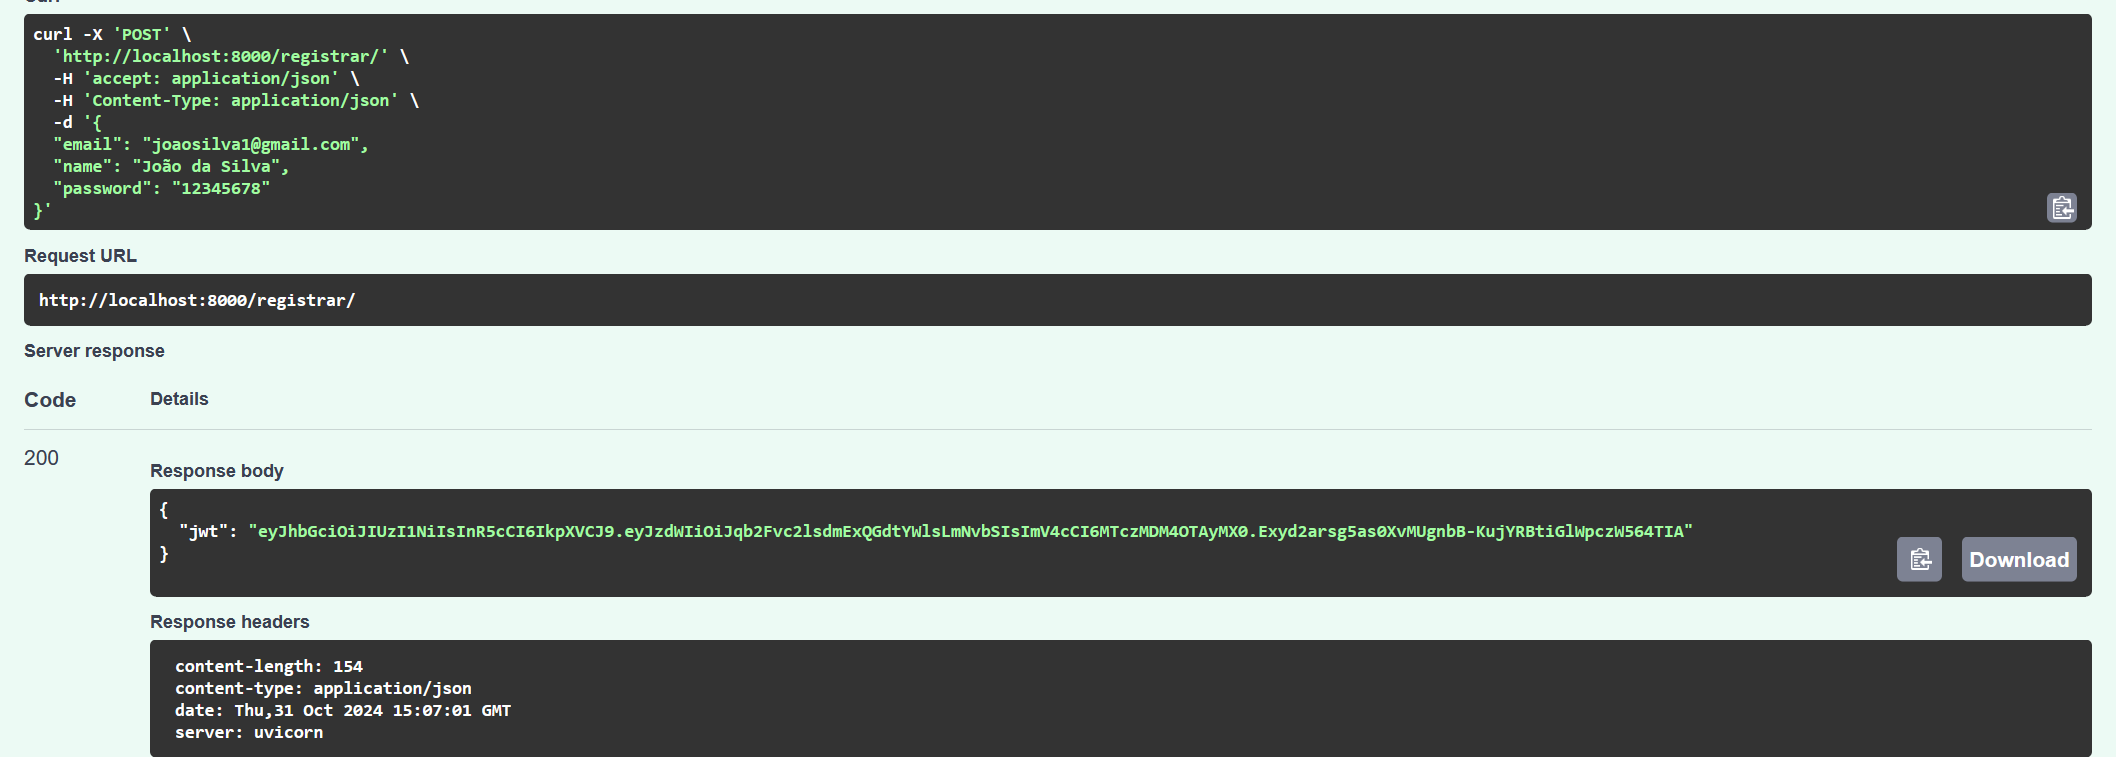 curl -X 'POST' \
'http://localhost:8000/registrar/' \
-H 'accept: application/json' \
-H 'Content-Type: application/json' \
-d '{
"email": "joaosilva1@gmail.com",
"name": "João da Silva",
"password": "12345678"
}'
Request URL
http://localhost:8000/registrar/
Server response
Code Details
200
Response body
{
"jwt": "eyJhbGciOiJIUzI1NiIsInR5cCI6IkpXVCJ9.eyJzdWIiOiJqb2Fvc2lsdmExQGdtYWlsLmNvbSIsImV4cCI6MTczMDM4OTAyMX0.Exyd2arsg5as0XvMUgnbB-KujYRBtiGlWpczW564TIA"
}
Download
Response headers
content-length: 154
content-type: application/json
date: Thu,31 Oct 2024 15:07:01 GMT
server: uvicorn